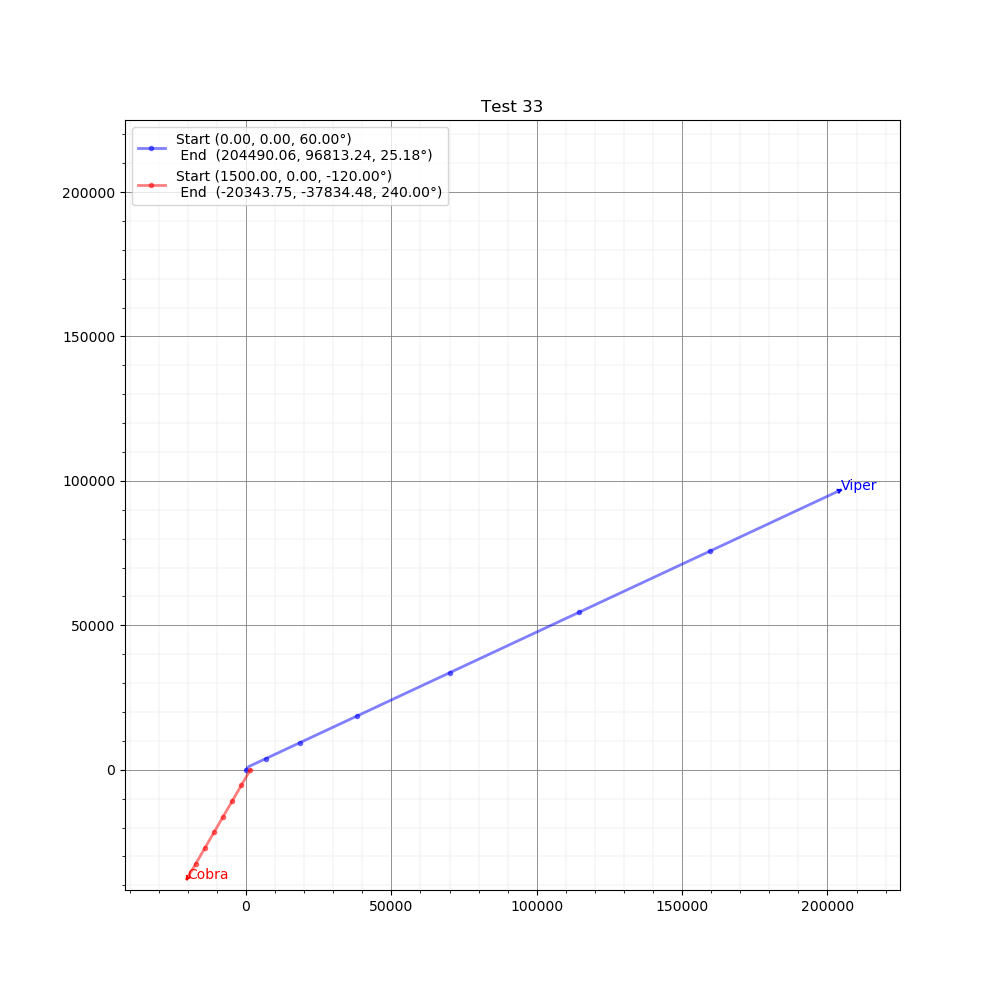 Test 33
Start (0.00, 0.00, 60.00°)
End (204490.06, 96813.24, 25.18°)
Start (1500.00, 0.00, -120.00°)
End (-20343.75, -37834.48, 240.00°)
200000
150000
100000
Viper
50000
0
Cobra
0 50000 100000 150000 200000